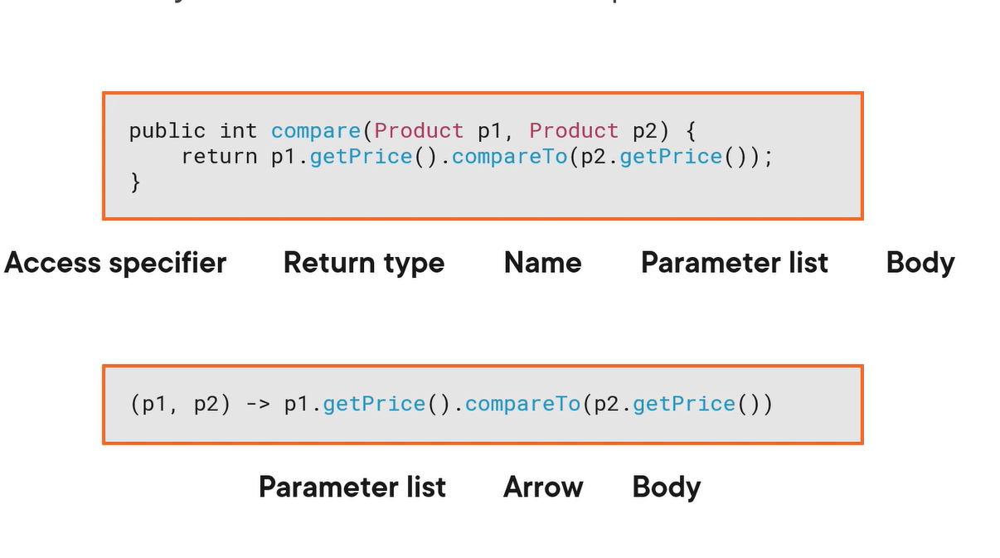 public int compare(Product p1, Product p2) {
return p1.getPrice().compareTo(p2.getPrice());
}
Access specifier Return type Name Parameter list Body
(p1, p2) -> p1.getPrice().compareTo(p2.getPrice())
Parameter list Arrow Body